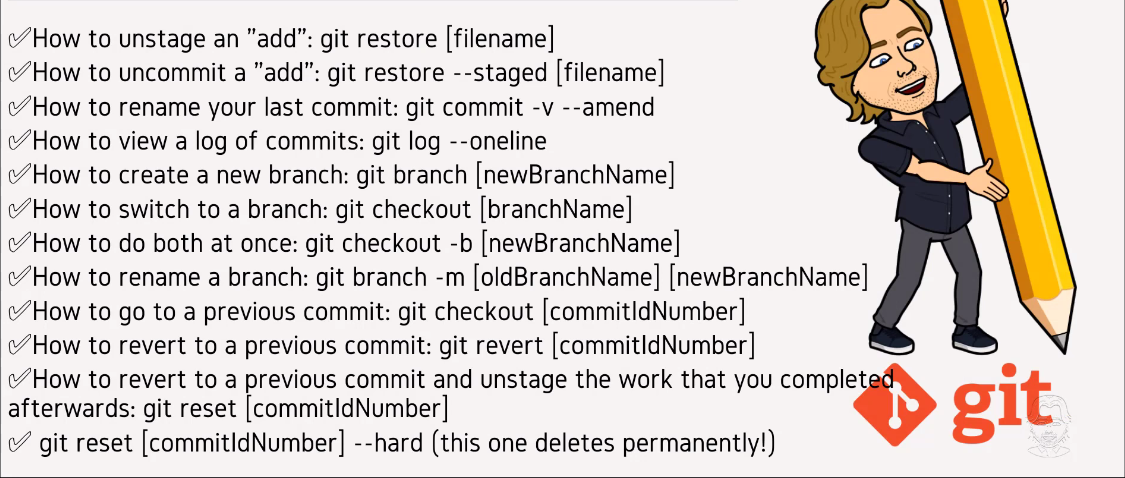 ✅How to unstage an "add": git restore [filename]
✅How to uncommit a "add": git restore --staged [filename]
✅How to rename your last commit: git commit -v --amend
✅How to view a log of commits: git log --oneline
✅How to create a new branch: git branch [newBranchName]
✅How to switch to a branch: git checkout [branchName]
✅How to do both at once: git checkout -b [newBranchName]
✅How to rename a branch: git branch -m [oldBranchName] [newBranchName]
✅How to go to a previous commit: git checkout [commitIdNumber]
✅How to revert to a previous commit: git revert [commitIdNumber]
✅How to revert to a previous commit and unstage the work that you completed
afterwards: git reset [commitIdNumber]
✅ git reset [commitIdNumber] --hard (this one deletes permanently!)
git